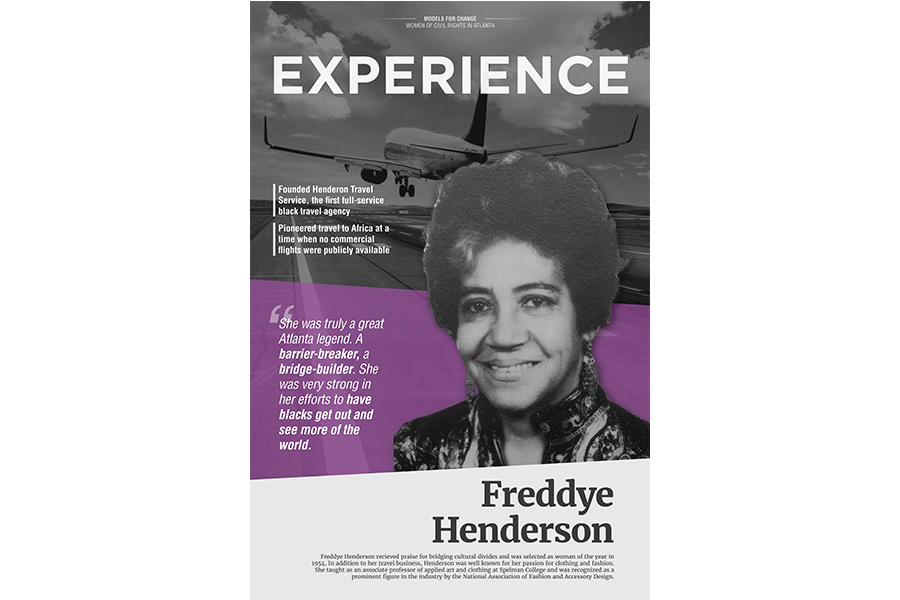 MODELS FOR CHANGE
WOMEN OF CIVIL RIGHTS IN ATLANTA
EXPERIENCE
Founded Henderon Travel
Service, the first full-service
black travel agency
Pioneered travel to Africa at a
time when no commercial
flights were publicly available
“
She was truly a great
Atlanta legend. A
barrier-breaker, a
bridge-builder. She
was very strong in
her efforts to have
blacks get out and
see more of the
world.
Freddye
Henderson
Freddye Henderson recieved praise for bridging cultural divides and was selected as woman of the year in
1954. In addition to her travel business, Henderson was well known for her passion for clothing and fashion.
She taught as an associate professor of applied art and clothing at Spelman College and was recognized as a
prominent figure in the industry by the National Association of Fashion and Accessory Design.